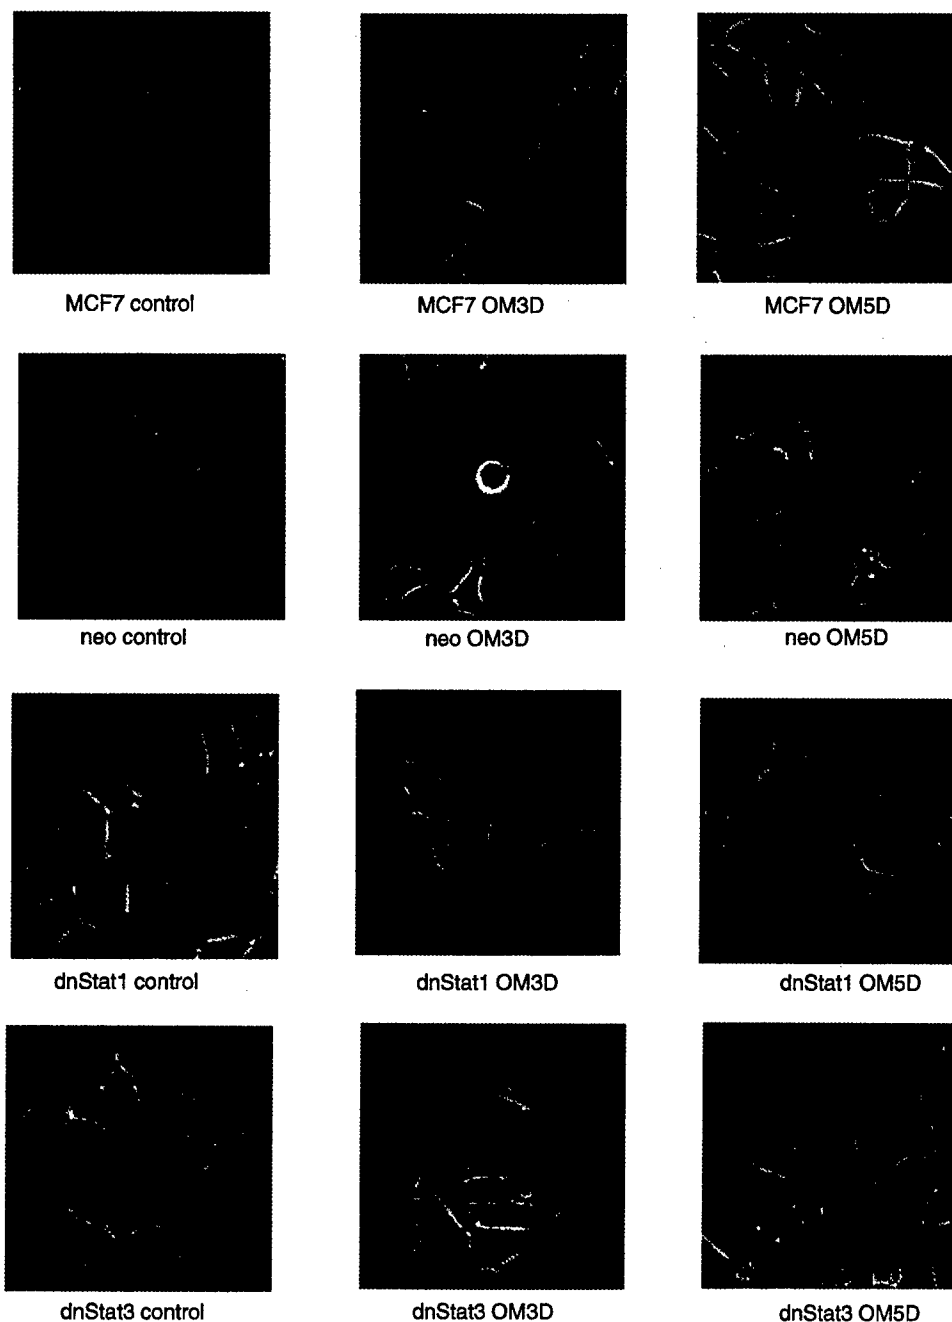 MCF7 control MCF7 OM3D MCF7 OM5D
neo control neo OM3D neo OM5D
dnStat1 control dnStat1 OM3D dnStat1 OM5D
dnStat3 control dnStat3 OM3D dnStat3 OM5D